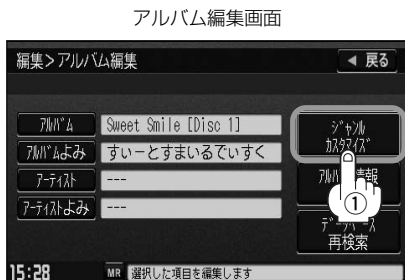 アルバム編集画面
編集>アルバム編集
◀ 戻る
ｱﾙﾊﾞﾑ
Sweet Smile [Disc 1]
ｼﾞｬﾝﾙ
ｶｽﾀﾏｲｽﾞ
ｱﾙﾊﾞﾑよみ
すぃーとすまいるでぃすく
ｱｰﾃｨｽﾄ
---
情報
①
ｱｰﾃｨｽﾄよみ
---
再検索
15:28
MR
選択した項目を編集します